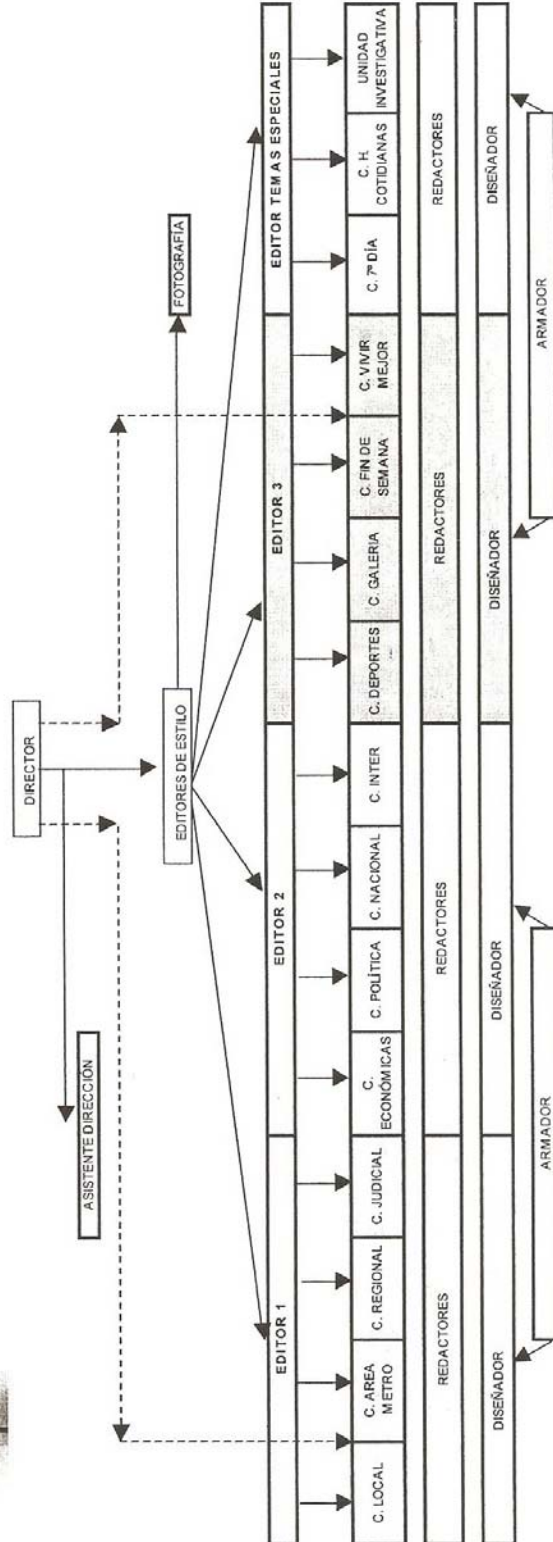 DIRECTOR
ASISTENTE DIRECCIÓN
EDITORES DE ESTILO
FOTOGRAFÍA
EDITOR 1
EDITOR 2
EDITOR 3
EDITOR TEMAS ESPECIALES
C. LOCAL
C. AREA
METRO
C. REGIONAL
C. JUDICIAL
C.
ECONÓMICAS
C. POLÍTICA
C. NACIONAL
C. INTER
C. DEPORTES
C. GALERIA
C. FIN DE
SEMANA
C. VIVIR
MEJOR
C. 7º DÍA
C. H.
COTIDIANAS
UNIDAD
INVESTIGATIVA
REDACTORES
REDACTORES
REDACTORES
REDACTORES
DISEÑADOR
DISEÑADOR
DISEÑADOR
DISEÑADOR
ARMADOR
ARMADOR